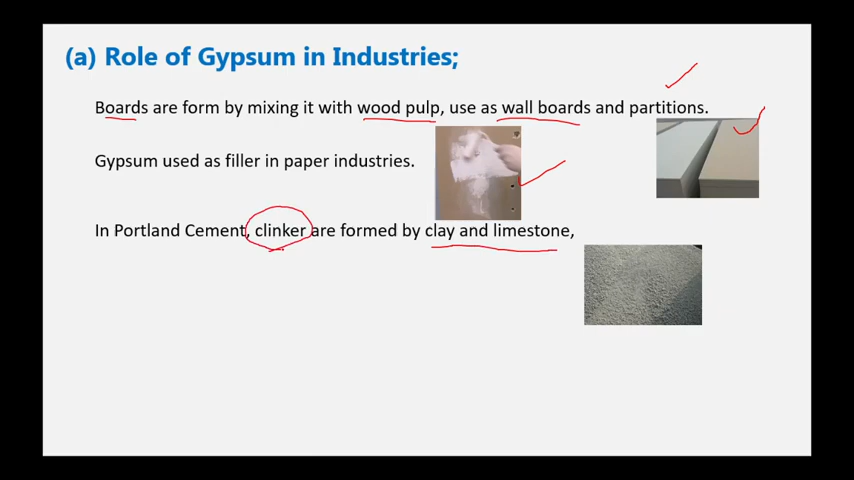 (a) Role of Gypsum in Industries;
Boards are form by mixing it with wood pulp, use as wall boards and partitions.
Gypsum used as filler in paper industries.
In Portland Cement, clinker are formed by clay and limestone,